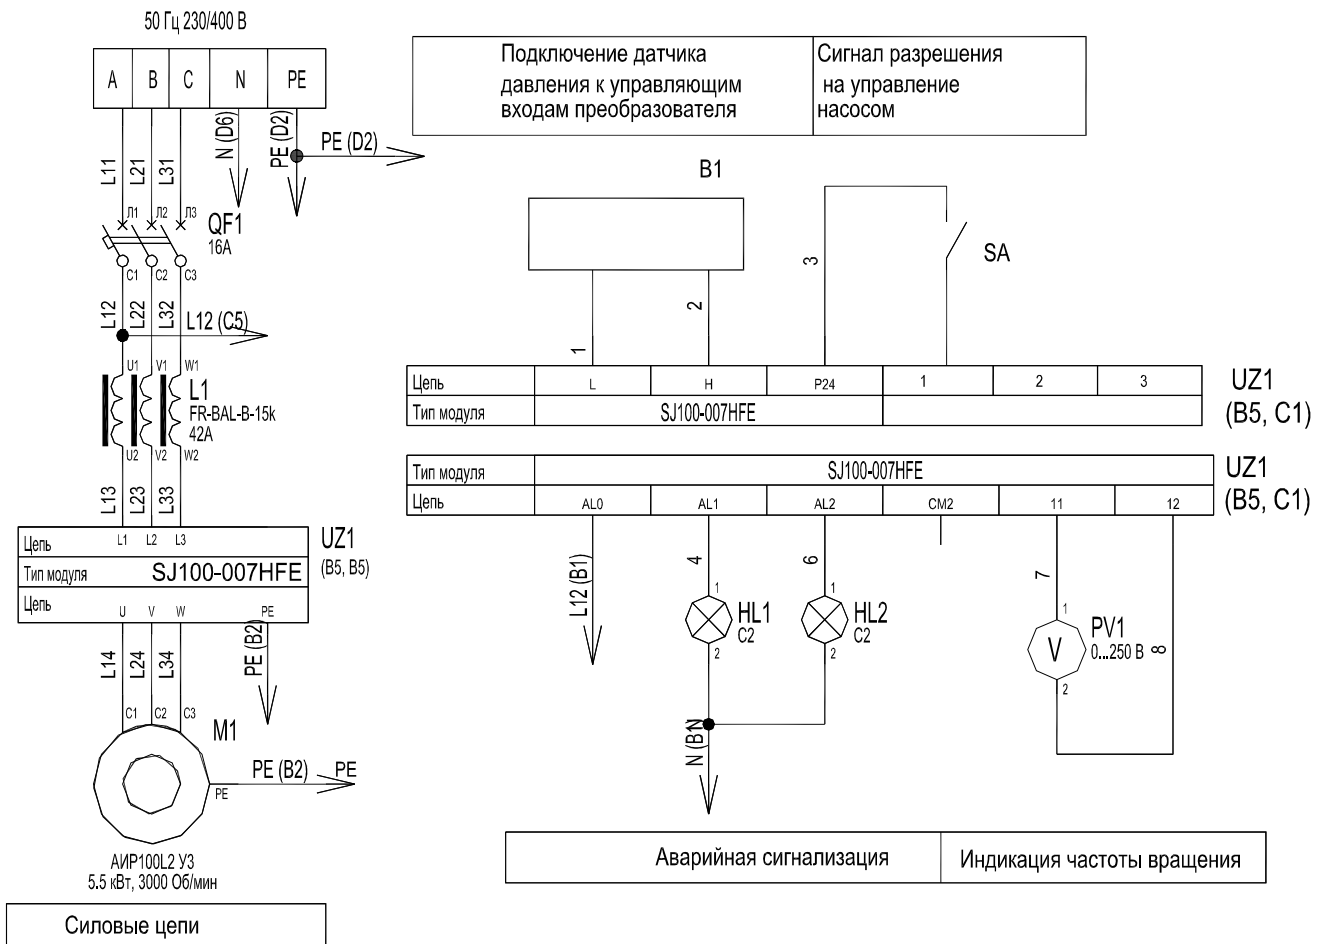 50 Гц 230/400 В
A B C N PE
L11 L21 L31 N (D6) PE (D2)
PE (D2)
Л1 Л2 Л3
QF1
16А
C1 C2 C3
L12 L22 L32
L12 (C5)
U1 V1 W1
L1
FR-BAL-B-15k
42А
U2 V2 W2
L13 L23 L33
Цепь L1 L2 L3
Тип модуля SJ100-007HFE
Цепь U V W PE
UZ1
(B5, B5)
L14 L24 L34 PE (B2)
C1 C2 C3
M1
PE (B2) PE
PE
АИР100L2 У3
5.5 кВт, 3000 Об/мин
Силовые цепи
Подключение датчика
давления к управляющим
входам преобразователя
Сигнал разрешения
на управление
насосом
B1
SA
1 2 3
Цепь L H P24 1 2 3
Тип модуля SJ100-007HFE
UZ1
(B5, C1)
Тип модуля SJ100-007HFE
Цепь AL0 AL1 AL2 CM2 11 12
UZ1
(B5, C1)
L12 (B1) 4 6 7 8
1
HL1
C2
2
1
HL2
C2
2
1
V
PV1
0...250 В
2
N (B1)
N
Аварийная сигнализация
Индикация частоты вращения